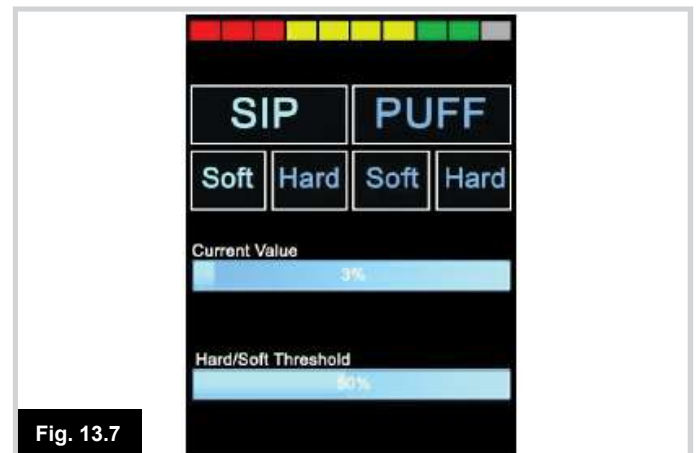 SIP PUFF
Soft Hard Soft Hard
Current Value
3%
Hard/Soft Threshold
50%
Fig. 13.7